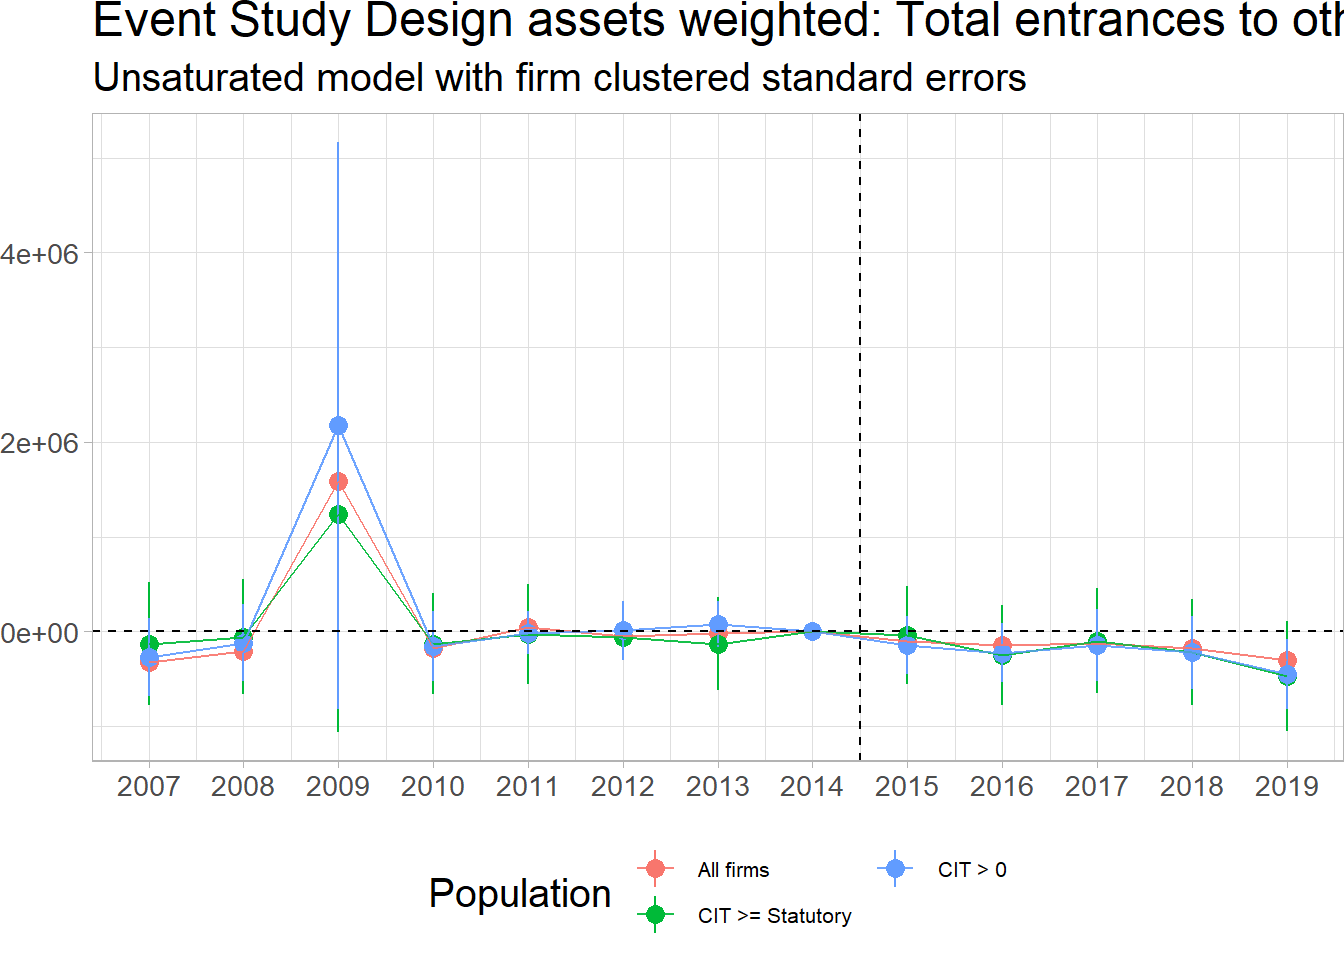 Event Study Design assets weighted: Total entrances to oth
Unsaturated model with firm clustered standard errors
4e+06
2e+06
0e+00
2007 2008 2009 2010 2011 2012 2013 2014 2015 2016 2017 2018 2019
Population
All firms
CIT > 0
CIT >= Statutory